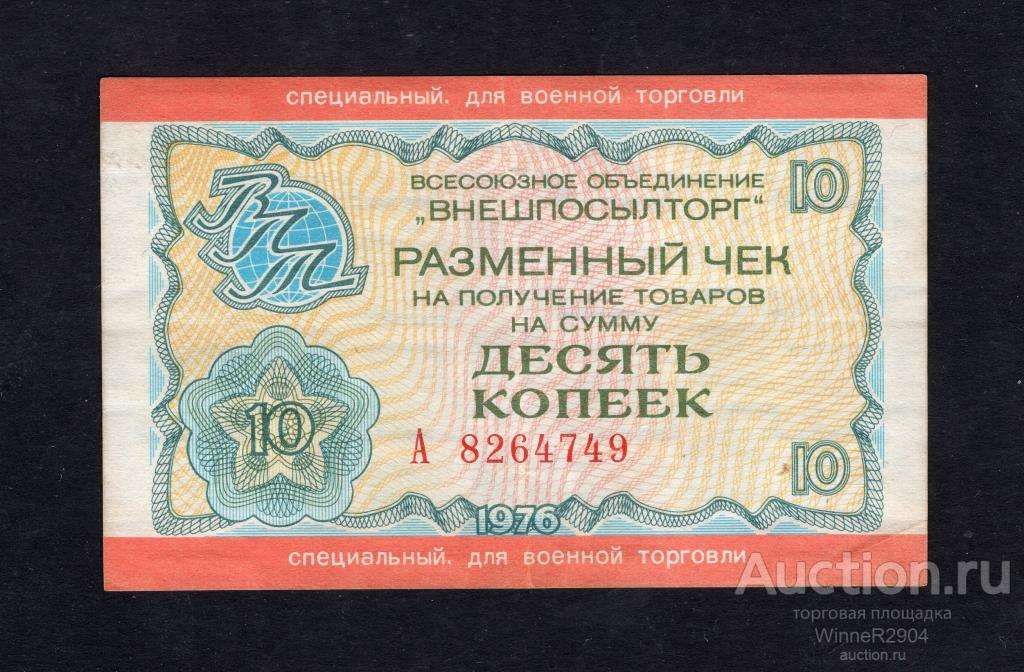 специальный. для военной торговли
ВПТ
ВСЕСОЮЗНОЕ ОБЪЕДИНЕНИЕ
10
„ВНЕШПОСЫЛТОРГ“
РАЗМЕННЫЙ ЧЕК
НА ПОЛУЧЕНИЕ ТОВАРОВ
НА СУММУ
ДЕСЯТЬ
КОПЕЕК
10
А 8264749
10
1976
специальный. для военной торговли
Auction.ru
торговая площадка
WinneR2904
auction.ru